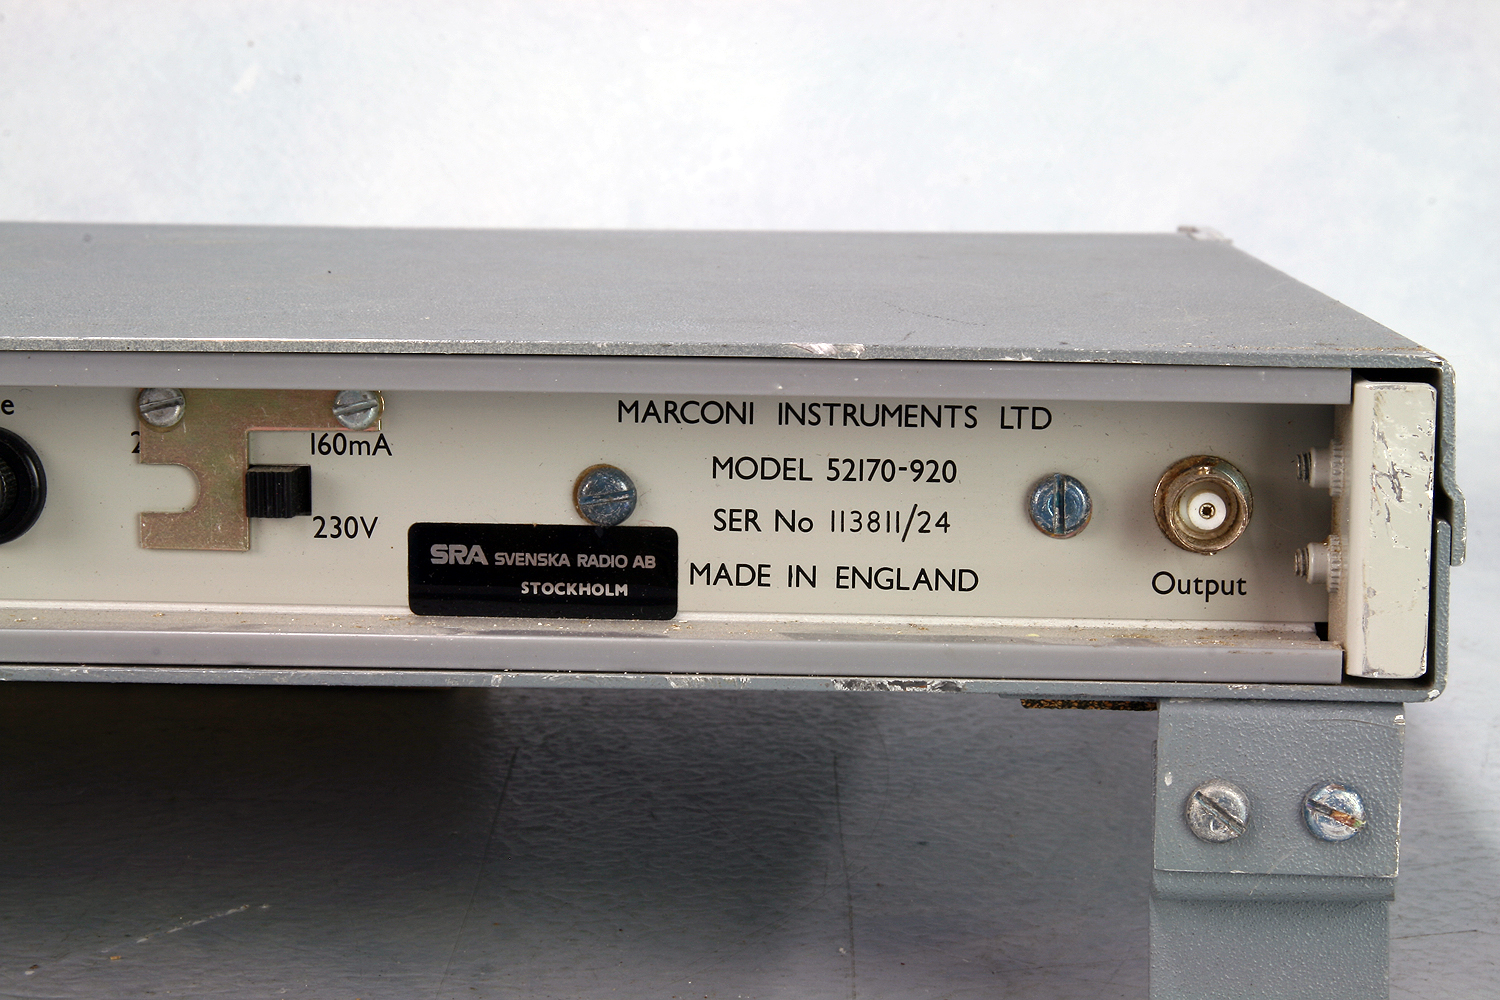 MARCONI INSTRUMENTS LTD
MODEL 52170-920
SER No 113811/24
MADE IN ENGLAND
160mA
230V
SRA SVENSKA RADIO AB
STOCKHOLM
Output